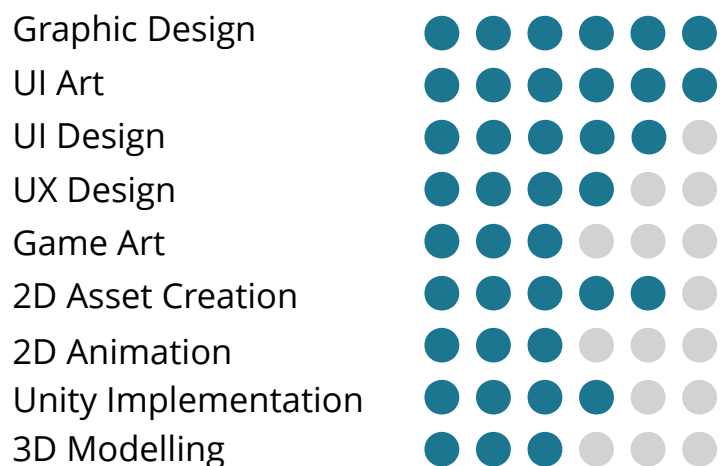 Graphic Design
UI Art
UI Design
UX Design
Game Art
2D Asset Creation
2D Animation
Unity Implementation
3D Modelling